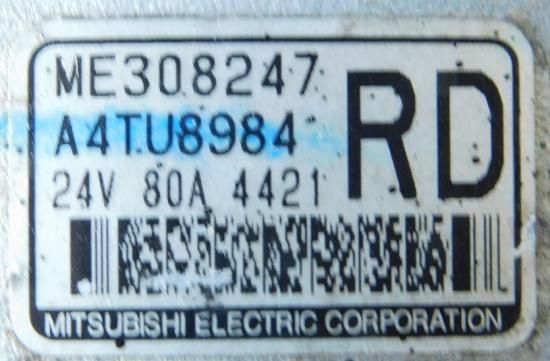 ME308247
A4TU8984
RD
24V 80A 4421
MITSUBISHI ELECTRIC CORPORATION